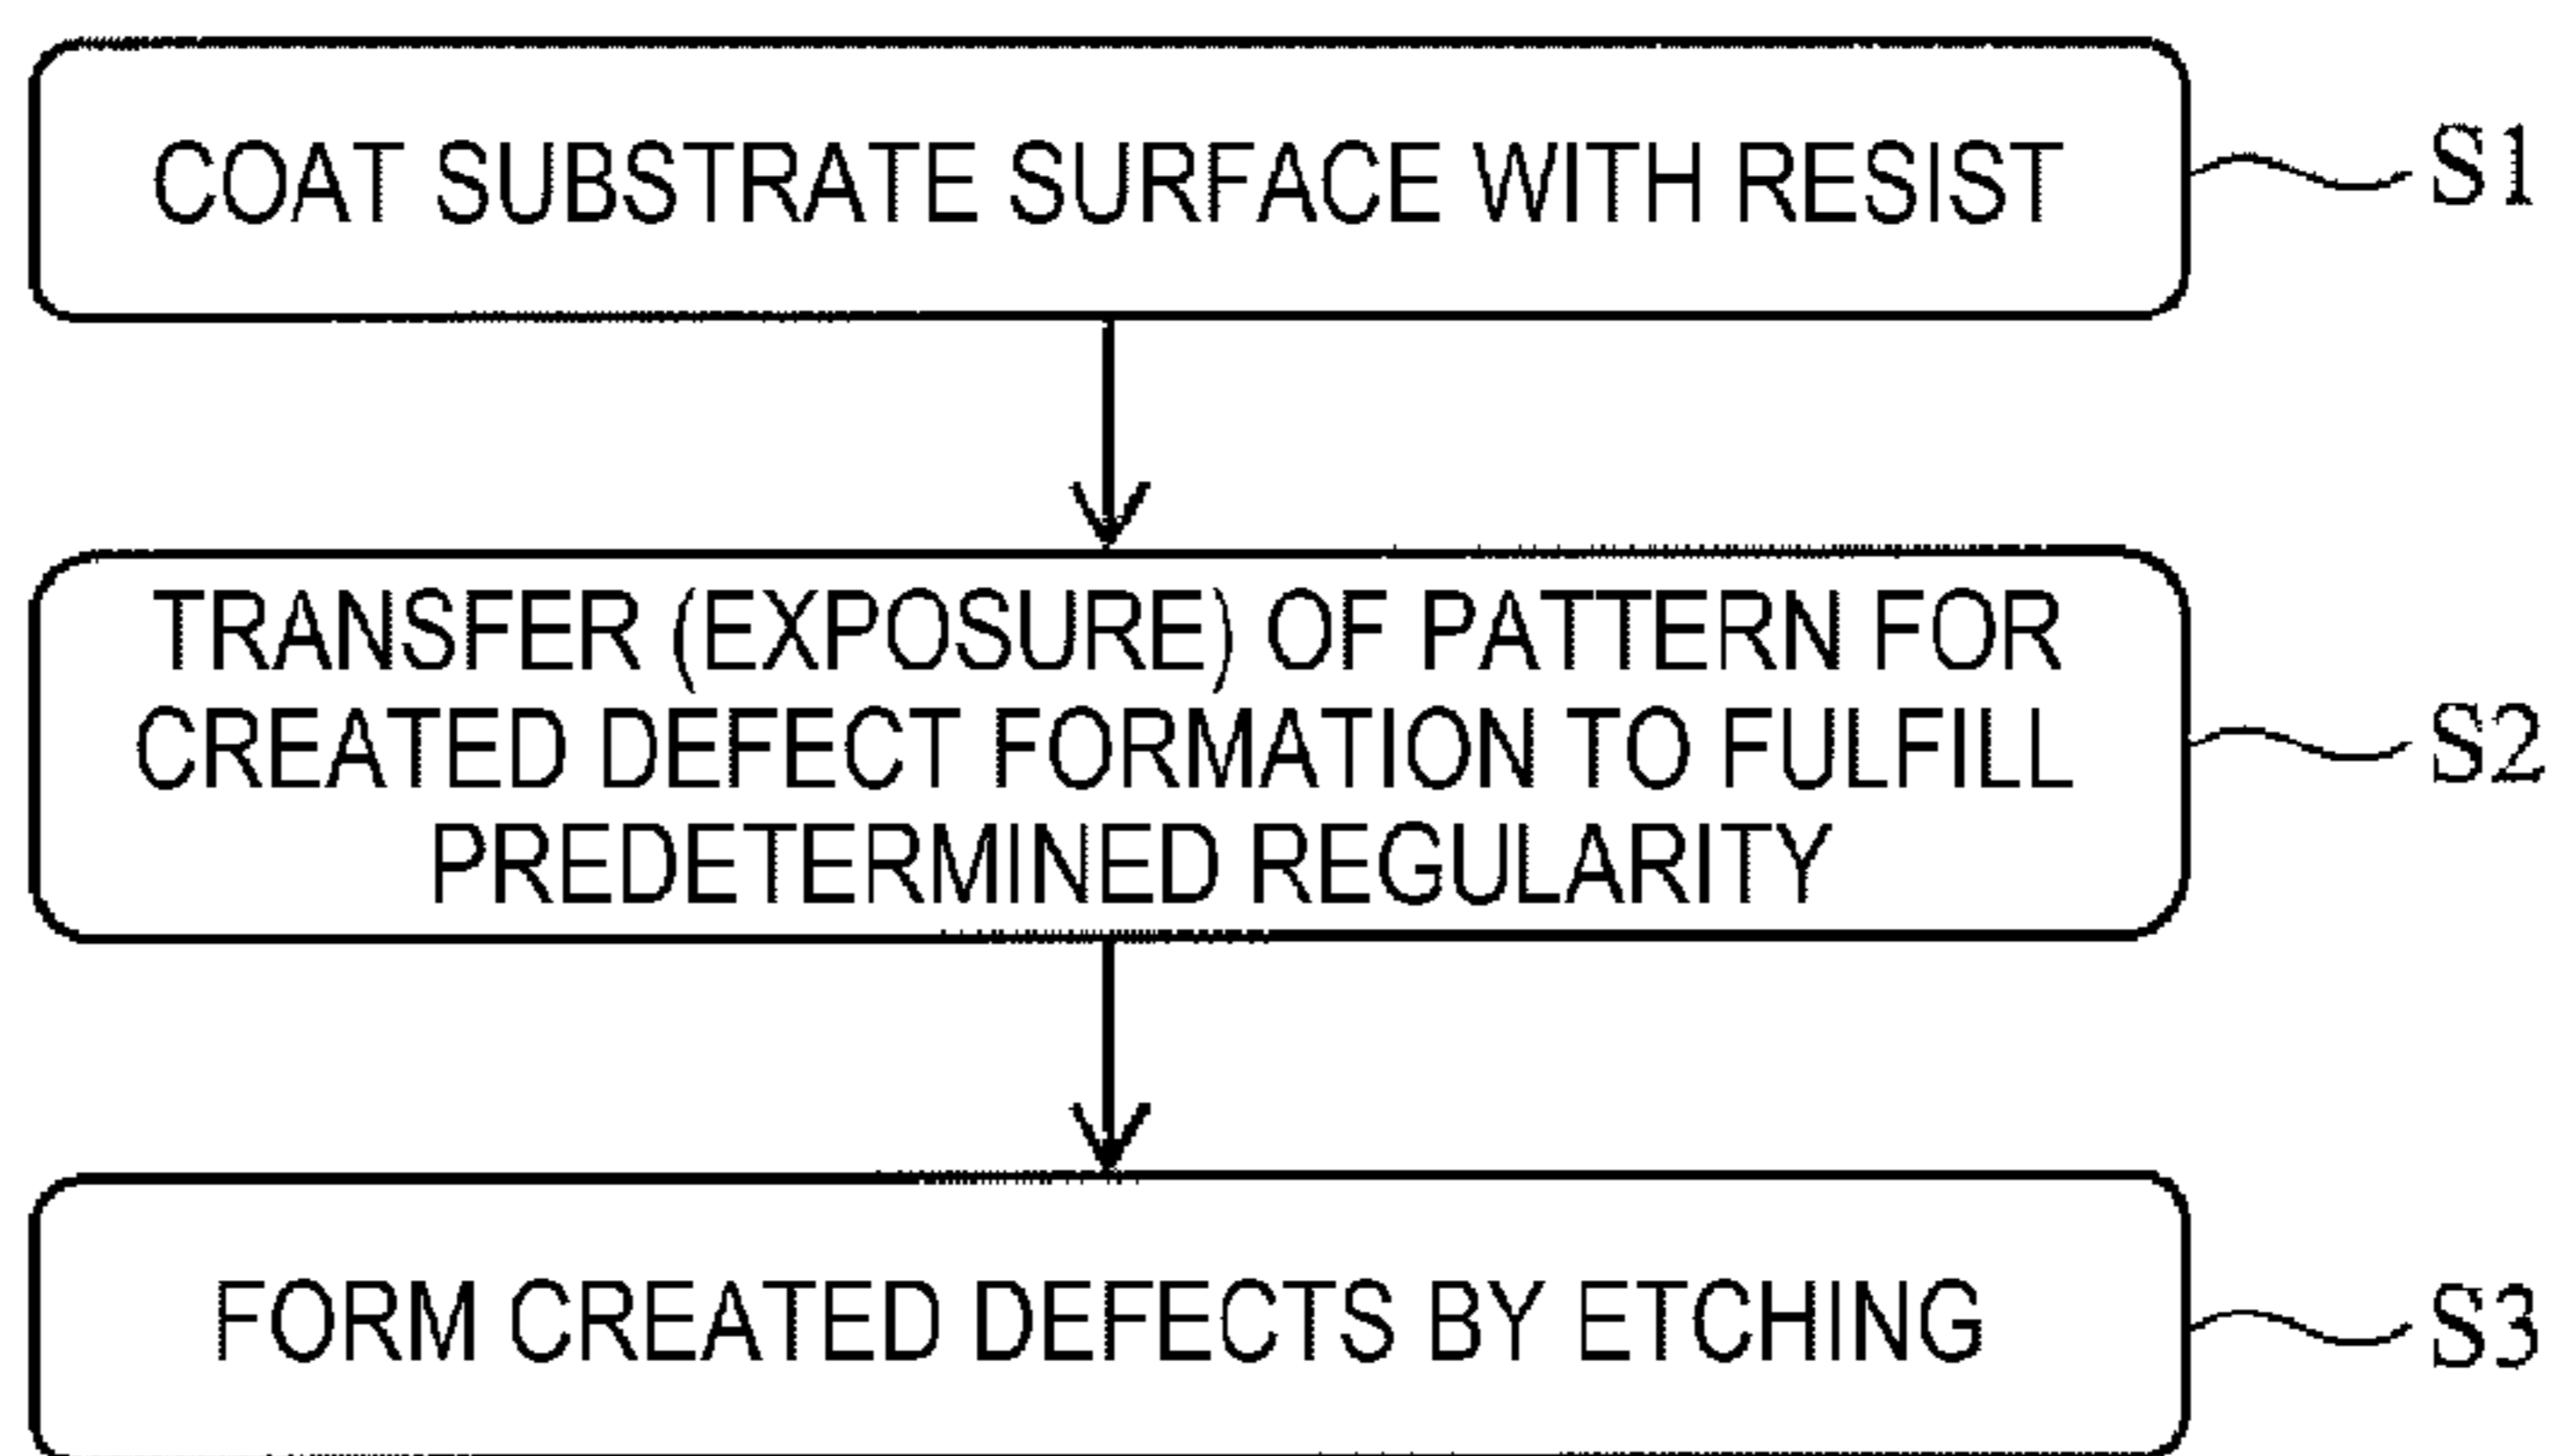 COAT SUBSTRATE SURFACE WITH RESIST
S1
TRANSFER (EXPOSURE) OF PATTERN FOR
CREATED DEFECT FORMATION TO FULFILL
PREDETERMINED REGULARITY
S2
FORM CREATED DEFECTS BY ETCHING
S3